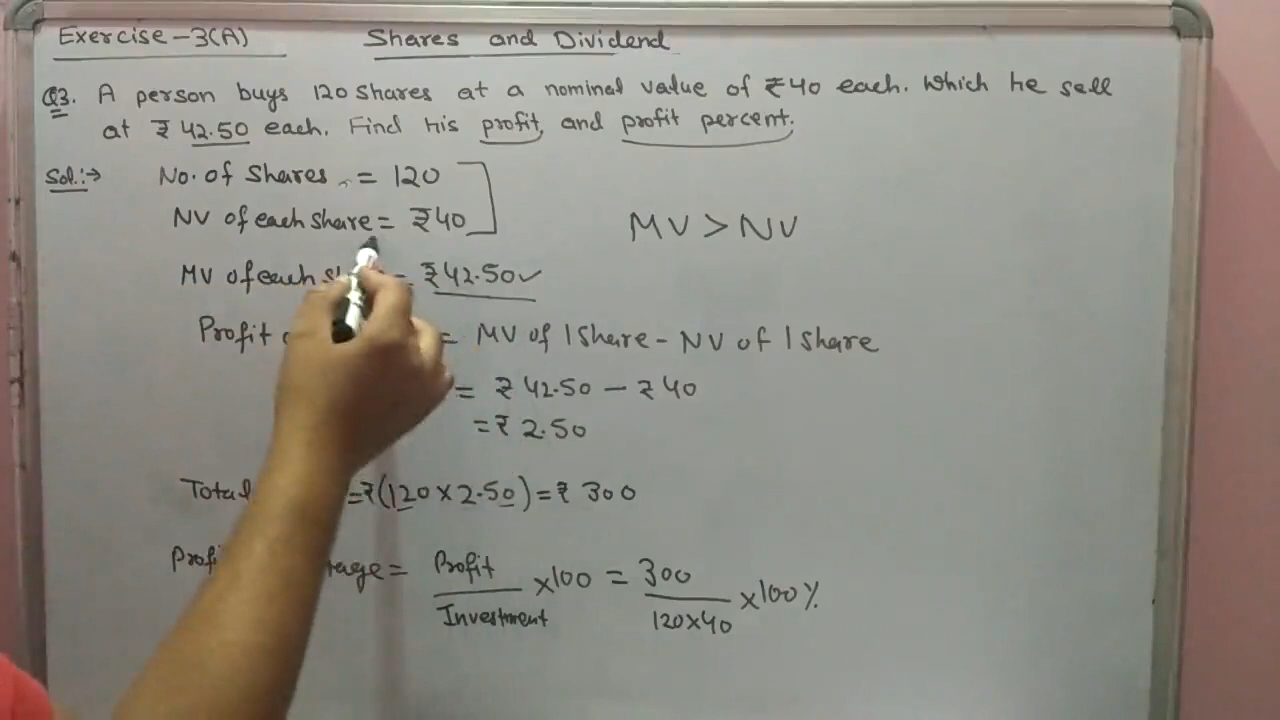 Exercise-3(A) Shares and Dividend
Q3. A person buys 120 shares at a nominal value of ₹40 each. Which he sell
at ₹ 42.50 each. Find his profit and profit percent.
Sol.:→ No. of Shares = 120
NV of each share = ₹40
MV > NV
MV of each = ₹42.50✓
Profit = MV of 1 Share - NV of 1 Share
= ₹ 42.50 - ₹ 40
= ₹ 2.50
Total =₹(120 × 2.50) = ₹ 300
= Profit / Investment ×100 = 300 / 120×40 ×100%